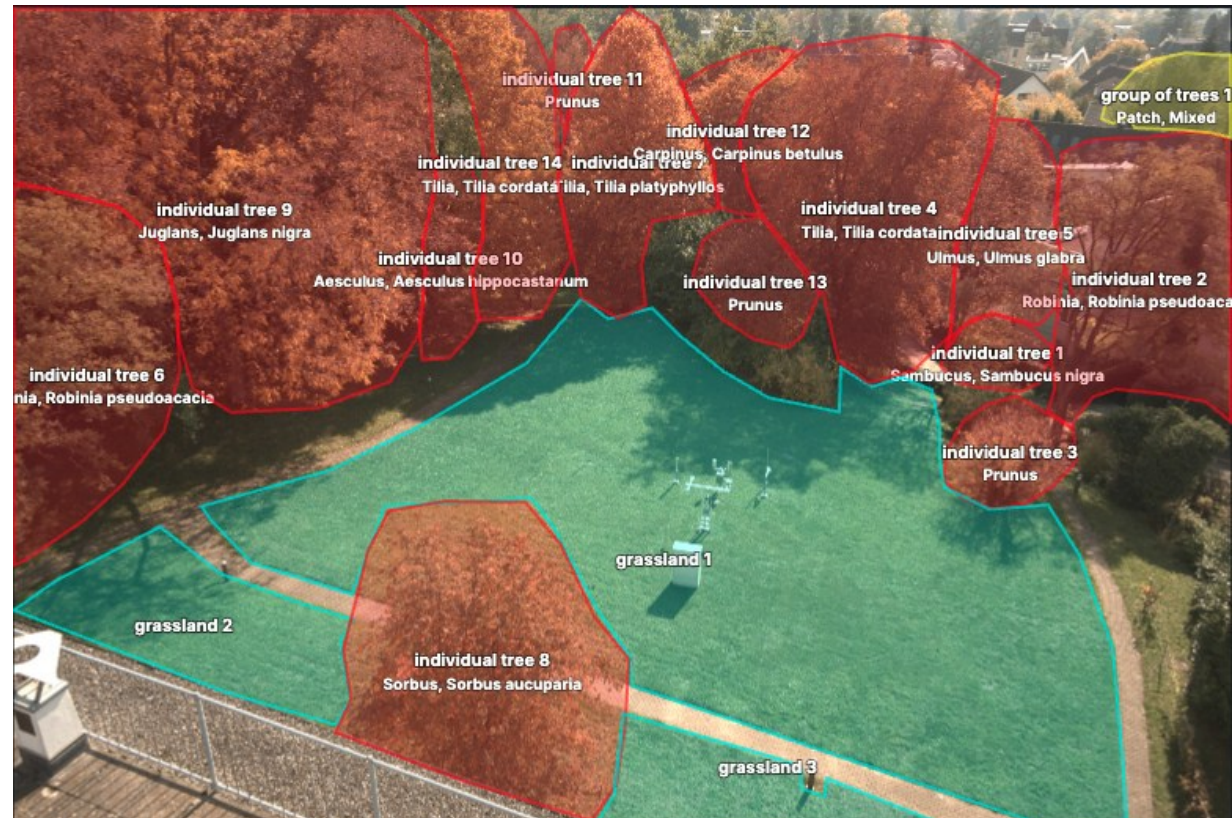 individual tree 11
Prunus
group of trees 1
Patch, Mixed
individual tree 12
Carpinus, Carpinus betulus
individual tree 14
Tilia, Tilia cordata
individual tree 7
Tilia, Tilia platyphyllos
individual tree 9
Juglans, Juglans nigra
individual tree 4
Tilia, Tilia cordata
individual tree 5
Ulmus, Ulmus glabra
individual tree 10
Aesculus, Aesculus hippocastanum
individual tree 13
Prunus
individual tree 2
Robinia, Robinia pseudoaca
individual tree 1
Sambucus, Sambucus nigra
individual tree 6
nia, Robinia pseudoacacia
individual tree 3
Prunus
grassland 1
grassland 2
individual tree 8
Sorbus, Sorbus aucuparia
grassland 3